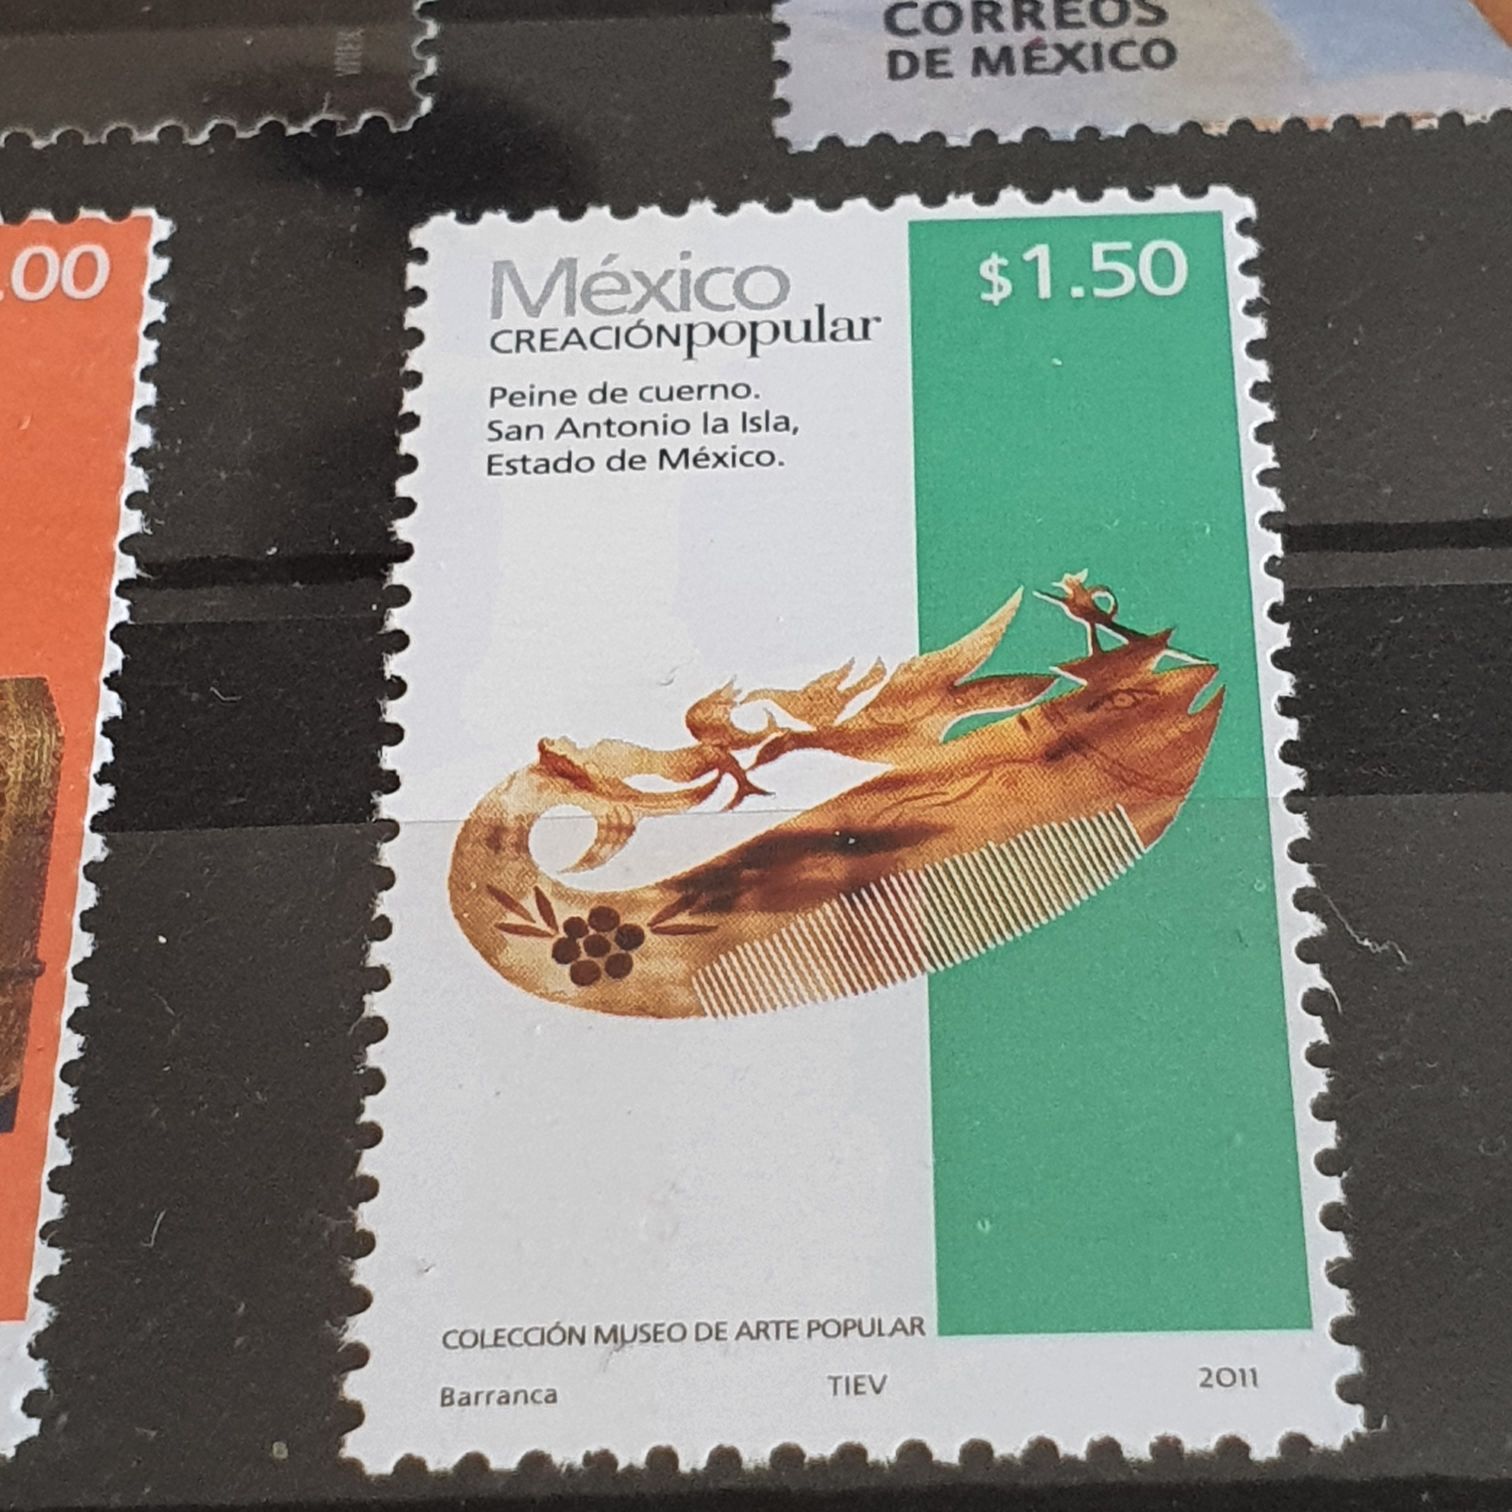 CORREOS
DE MÉXICO
.00
México
CREACIÓNpopular
$1.50
Peine de cuerno.
San Antonio la Isla,
Estado de México.
COLECCIÓN MUSEO DE ARTE POPULAR
Barranca TIEV 2011